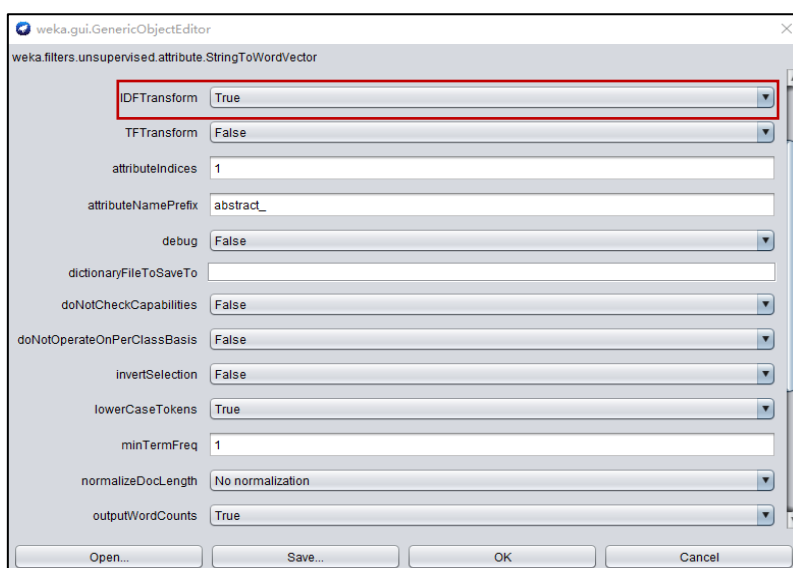 weka.gui.GenericObjectEditor
weka.filters.unsupervised.attribute.StringToWordVector
IDFTransform True
TFTransform False
attributeIndices 1
attributeNamePrefix abstract_
debug False
dictionaryFileToSaveTo
doNotCheckCapabilities False
doNotOperateOnPerClassBasis False
invertSelection False
lowerCaseTokens True
minTermFreq 1
normalizeDocLength No normalization
outputWordCounts True
Open... Save... OK Cancel